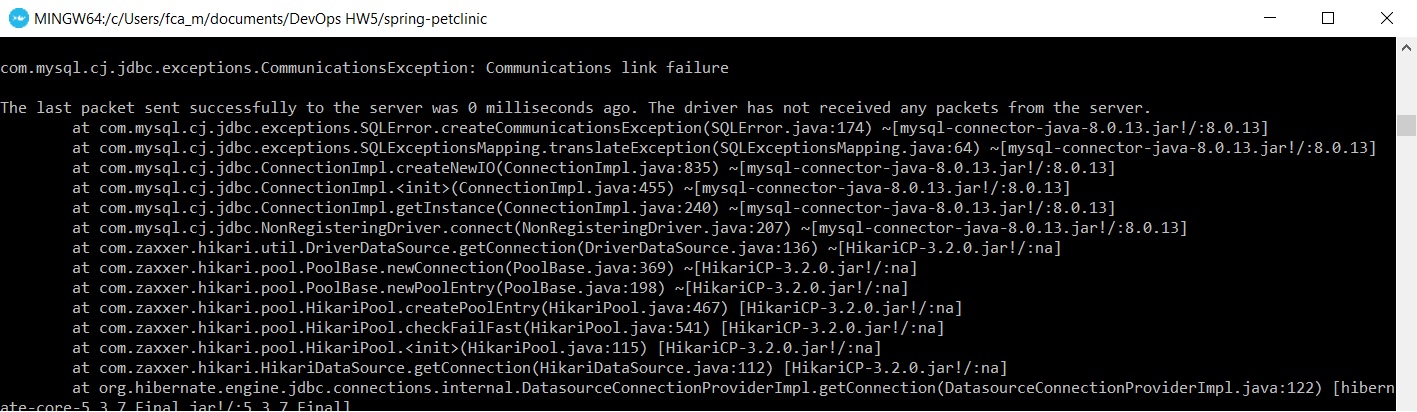 MINGW64:/c/Users/fca_m/documents/DevOps HW5/spring-petclinic
com.mysql.cj.jdbc.exceptions.CommunicationsException: Communications link failure
The last packet sent successfully to the server was 0 milliseconds ago. The driver has not received any packets from the server.
at com.mysql.cj.jdbc.exceptions.SQLError.createCommunicationsException(SQLError.java:174) ~[mysql-connector-java-8.0.13.jar!/:8.0.13]
at com.mysql.cj.jdbc.exceptions.SQLExceptionsMapping.translateException(SQLExceptionsMapping.java:64) ~[mysql-connector-java-8.0.13.jar!/:8.0.13]
at com.mysql.cj.jdbc.ConnectionImpl.createNewIO(ConnectionImpl.java:835) ~[mysql-connector-java-8.0.13.jar!/:8.0.13]
at com.mysql.cj.jdbc.ConnectionImpl.<init>(ConnectionImpl.java:455) ~[mysql-connector-java-8.0.13.jar!/:8.0.13]
at com.mysql.cj.jdbc.ConnectionImpl.getInstance(ConnectionImpl.java:240) ~[mysql-connector-java-8.0.13.jar!/:8.0.13]
at com.mysql.cj.jdbc.NonRegisteringDriver.connect(NonRegisteringDriver.java:207) ~[mysql-connector-java-8.0.13.jar!/:8.0.13]
at com.zaxxer.hikari.util.DriverDataSource.getConnection(DriverDataSource.java:136) ~[HikariCP-3.2.0.jar!/:na]
at com.zaxxer.hikari.pool.PoolBase.newConnection(PoolBase.java:369) ~[HikariCP-3.2.0.jar!/:na]
at com.zaxxer.hikari.pool.PoolBase.newPoolEntry(PoolBase.java:198) ~[HikariCP-3.2.0.jar!/:na]
at com.zaxxer.hikari.pool.HikariPool.createPoolEntry(HikariPool.java:467) [HikariCP-3.2.0.jar!/:na]
at com.zaxxer.hikari.pool.HikariPool.checkFailFast(HikariPool.java:541) [HikariCP-3.2.0.jar!/:na]
at com.zaxxer.hikari.pool.HikariPool.<init>(HikariPool.java:115) [HikariCP-3.2.0.jar!/:na]
at com.zaxxer.hikari.HikariDataSource.getConnection(HikariDataSource.java:112) [HikariCP-3.2.0.jar!/:na]
at org.hibernate.engine.jdbc.connections.internal.DatasourceConnectionProviderImpl.getConnection(DatasourceConnectionProviderImpl.java:122) [hibern
ate-core-5.3.7.Final.jar!/:5.3.7.Final]